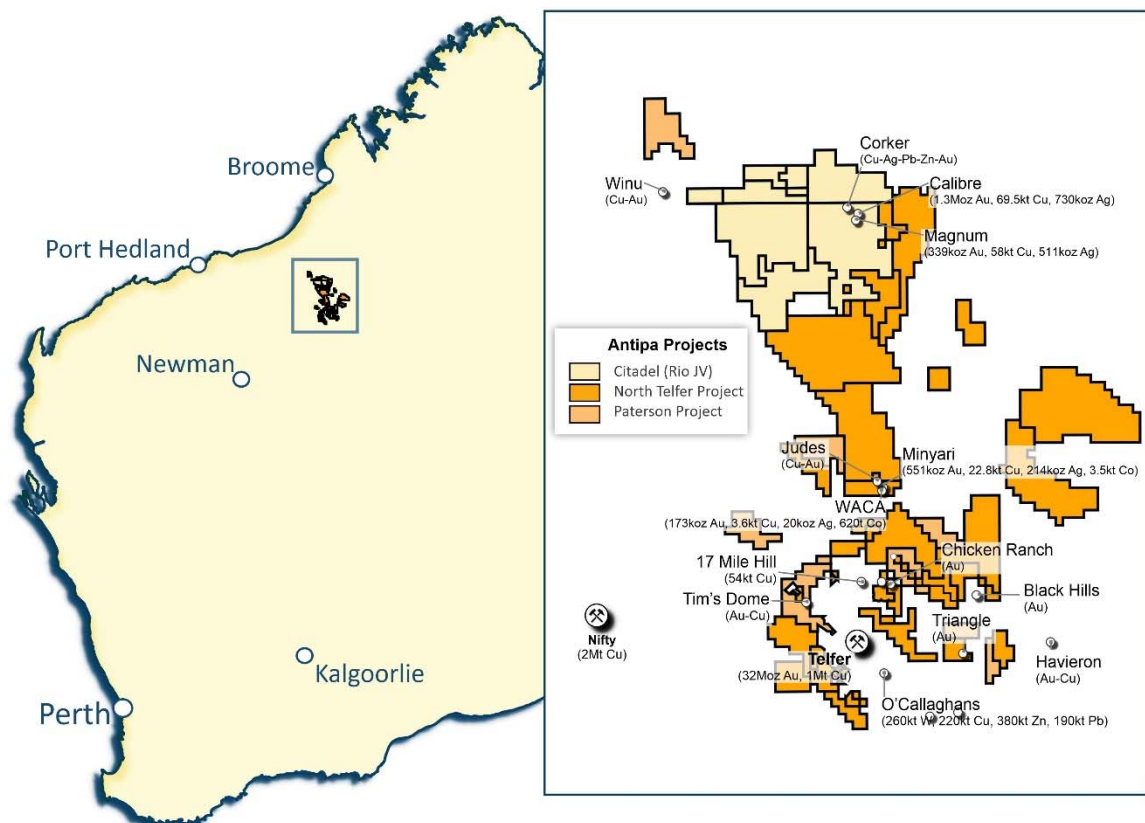 Broome
Port Hedland
Newman
Kalgoorlie
Perth
Corker
(Cu-Ag-Pb-Zn-Au)
Winu
(Cu-Au)
Calibre
(1.3Moz Au, 69.5kt Cu, 730koz Ag)
Magnum
(339koz Au, 58kt Cu, 511koz Ag)
Antipa Projects
Citadel (Rio JV)
North Telfer Project
Paterson Project
Judes
(Cu-Au)
Minyari
(551koz Au, 22.8kt Cu, 214koz Ag, 3.5kt Co)
WACA
(173koz Au, 3.6kt Cu, 20koz Ag, 620t Co)
Chicken Ranch
(Au)
17 Mile Hill
(54kt Cu)
Tim's Dome
(Au-Cu)
Black Hills
(Au)
Triangle
(Au)
Nifty
(2Mt Cu)
Telfer
(32Moz Au, 1Mt Cu)
Havieron
(Au-Cu)
O'Callaghans
(260kt W, 220kt Cu, 380kt Zn, 190kt Pb)